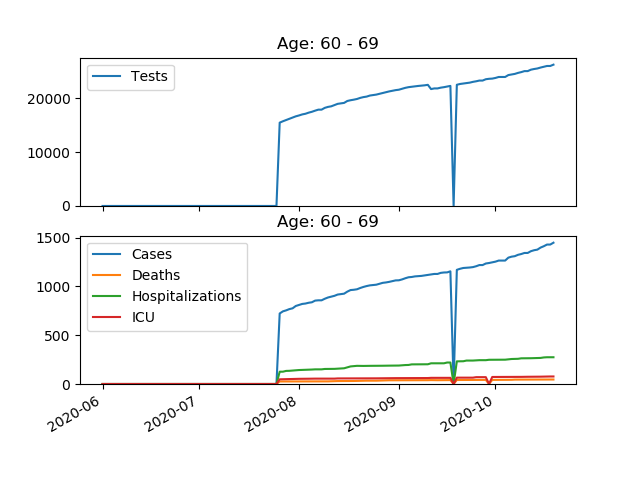 Age: 60 - 69
Tests
20000
10000
0
Age: 60 - 69
1500
1000
500
0
Cases
Deaths
Hospitalizations
ICU
2020-06
2020-07
2020-08
2020-09
2020-10